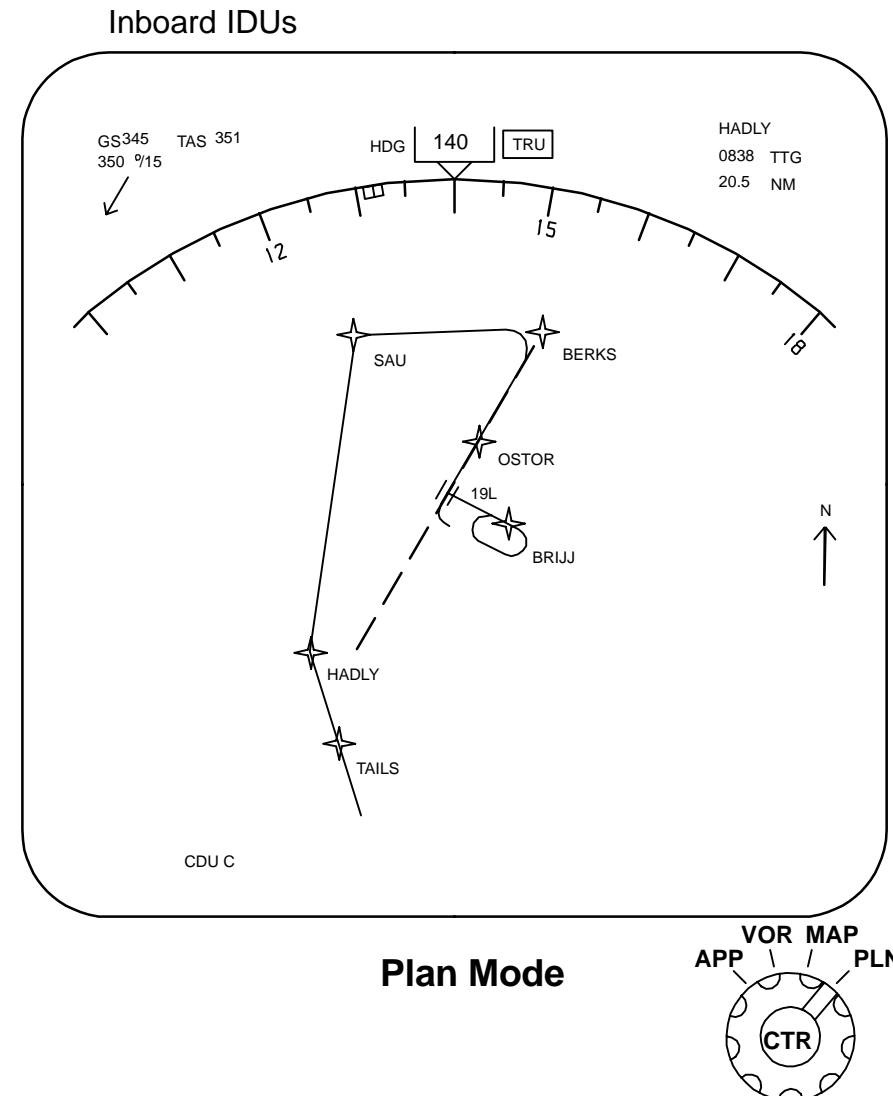 Inboard IDUs
GS345 TAS 351
350 º/15
HDG 140 TRU
HADLY
0838 TTG
20.5 NM
12
15
18
SAU
BERKS
OSTOR
19L
BRIJJ
N
HADLY
TAILS
CDU C
Plan Mode
VOR MAP
APP PLN
CTR